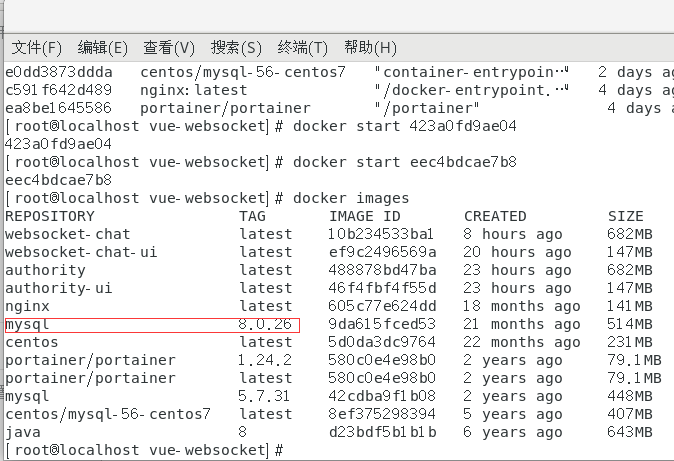 文件(F) 编辑(E) 查看(V) 搜索(S) 终端(T) 帮助(H)
e0dd3873ddda centos/mysql-56-centos7 "container-entrypoin…" 2 days ag
c591f642d489 nginx:latest "/docker-entrypoint.…" 4 days ag
ea8be1645586 portainer/portainer "/portainer" 4 days a
[root@localhost vue-websocket]# docker start 423a0fd9ae04
423a0fd9ae04
[root@localhost vue-websocket]# docker start eec4bdcae7b8
eec4bdcae7b8
[root@localhost vue-websocket]# docker images
REPOSITORY TAG IMAGE ID CREATED SIZE
websocket-chat latest 10b234533ba1 8 hours ago 682MB
websocket-chat-ui latest ef9c2496569a 20 hours ago 147MB
authority latest 488878bd47ba 23 hours ago 682MB
authority-ui latest 46f4fbf4f55d 23 hours ago 147MB
nginx latest 605c77e624dd 18 months ago 141MB
mysql 8.0.26 9da615fced53 21 months ago 514MB
centos latest 5d0da3dc9764 22 months ago 231MB
portainer/portainer 1.24.2 580c0e4e98b0 2 years ago 79.1MB
portainer/portainer latest 580c0e4e98b0 2 years ago 79.1MB
mysql 5.7.31 42cdba9f1b08 2 years ago 448MB
centos/mysql-56-centos7 latest 8ef375298394 5 years ago 407MB
java 8 d23bdf5b1b1b 6 years ago 643MB
[root@localhost vue-websocket]#